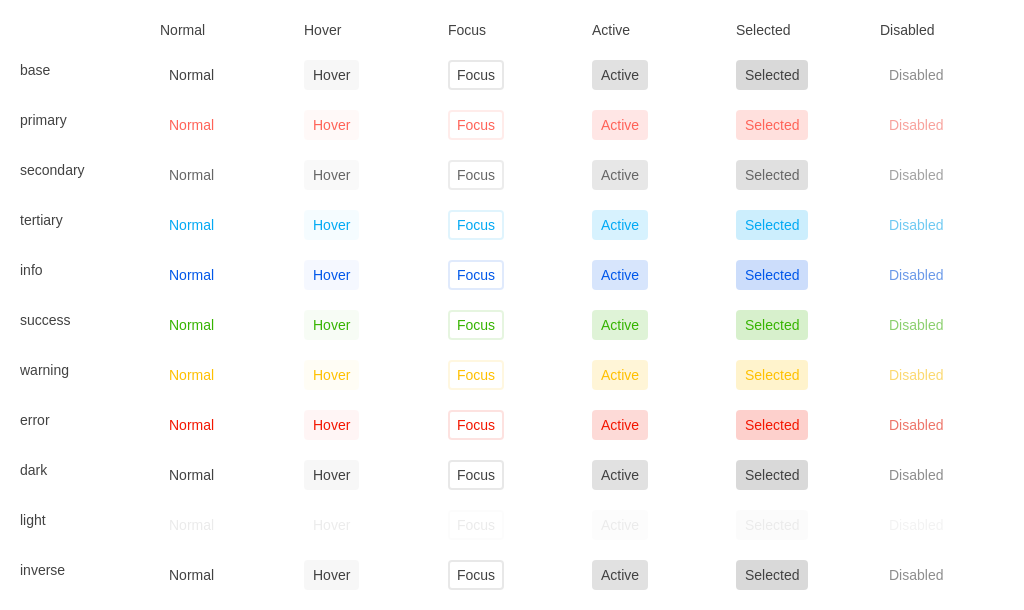 Normal Hover Focus Active Selected Disabled
base Normal Hover Focus Active Selected Disabled
primary Normal Hover Focus Active Selected Disabled
secondary Normal Hover Focus Active Selected Disabled
tertiary Normal Hover Focus Active Selected Disabled
info Normal Hover Focus Active Selected Disabled
success Normal Hover Focus Active Selected Disabled
warning Normal Hover Focus Active Selected Disabled
error Normal Hover Focus Active Selected Disabled
dark Normal Hover Focus Active Selected Disabled
light Normal Hover Focus Active Selected Disabled
inverse Normal Hover Focus Active Selected Disabled